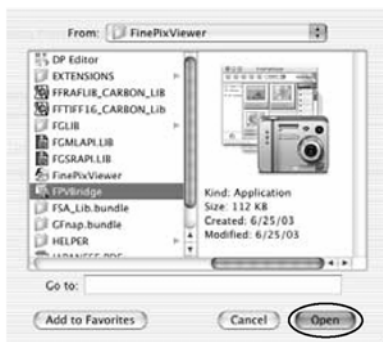 From: FinePixViewer
DP Editor
EXTENSIONS
FFRAFLIB_CARBON_LIB
FFTIFF16_CARBON_Lib
FGLIB
FGMLAPI.LIB
FGSRAPI.LIB
FinePixViewer
FPVBridge
FSA_Lib.bundle
GFnap.bundle
HELPER
Kind: Application
Size: 112 KB
Created: 6/25/03
Modified: 6/25/03
Go to:
Add to Favorites Cancel Open